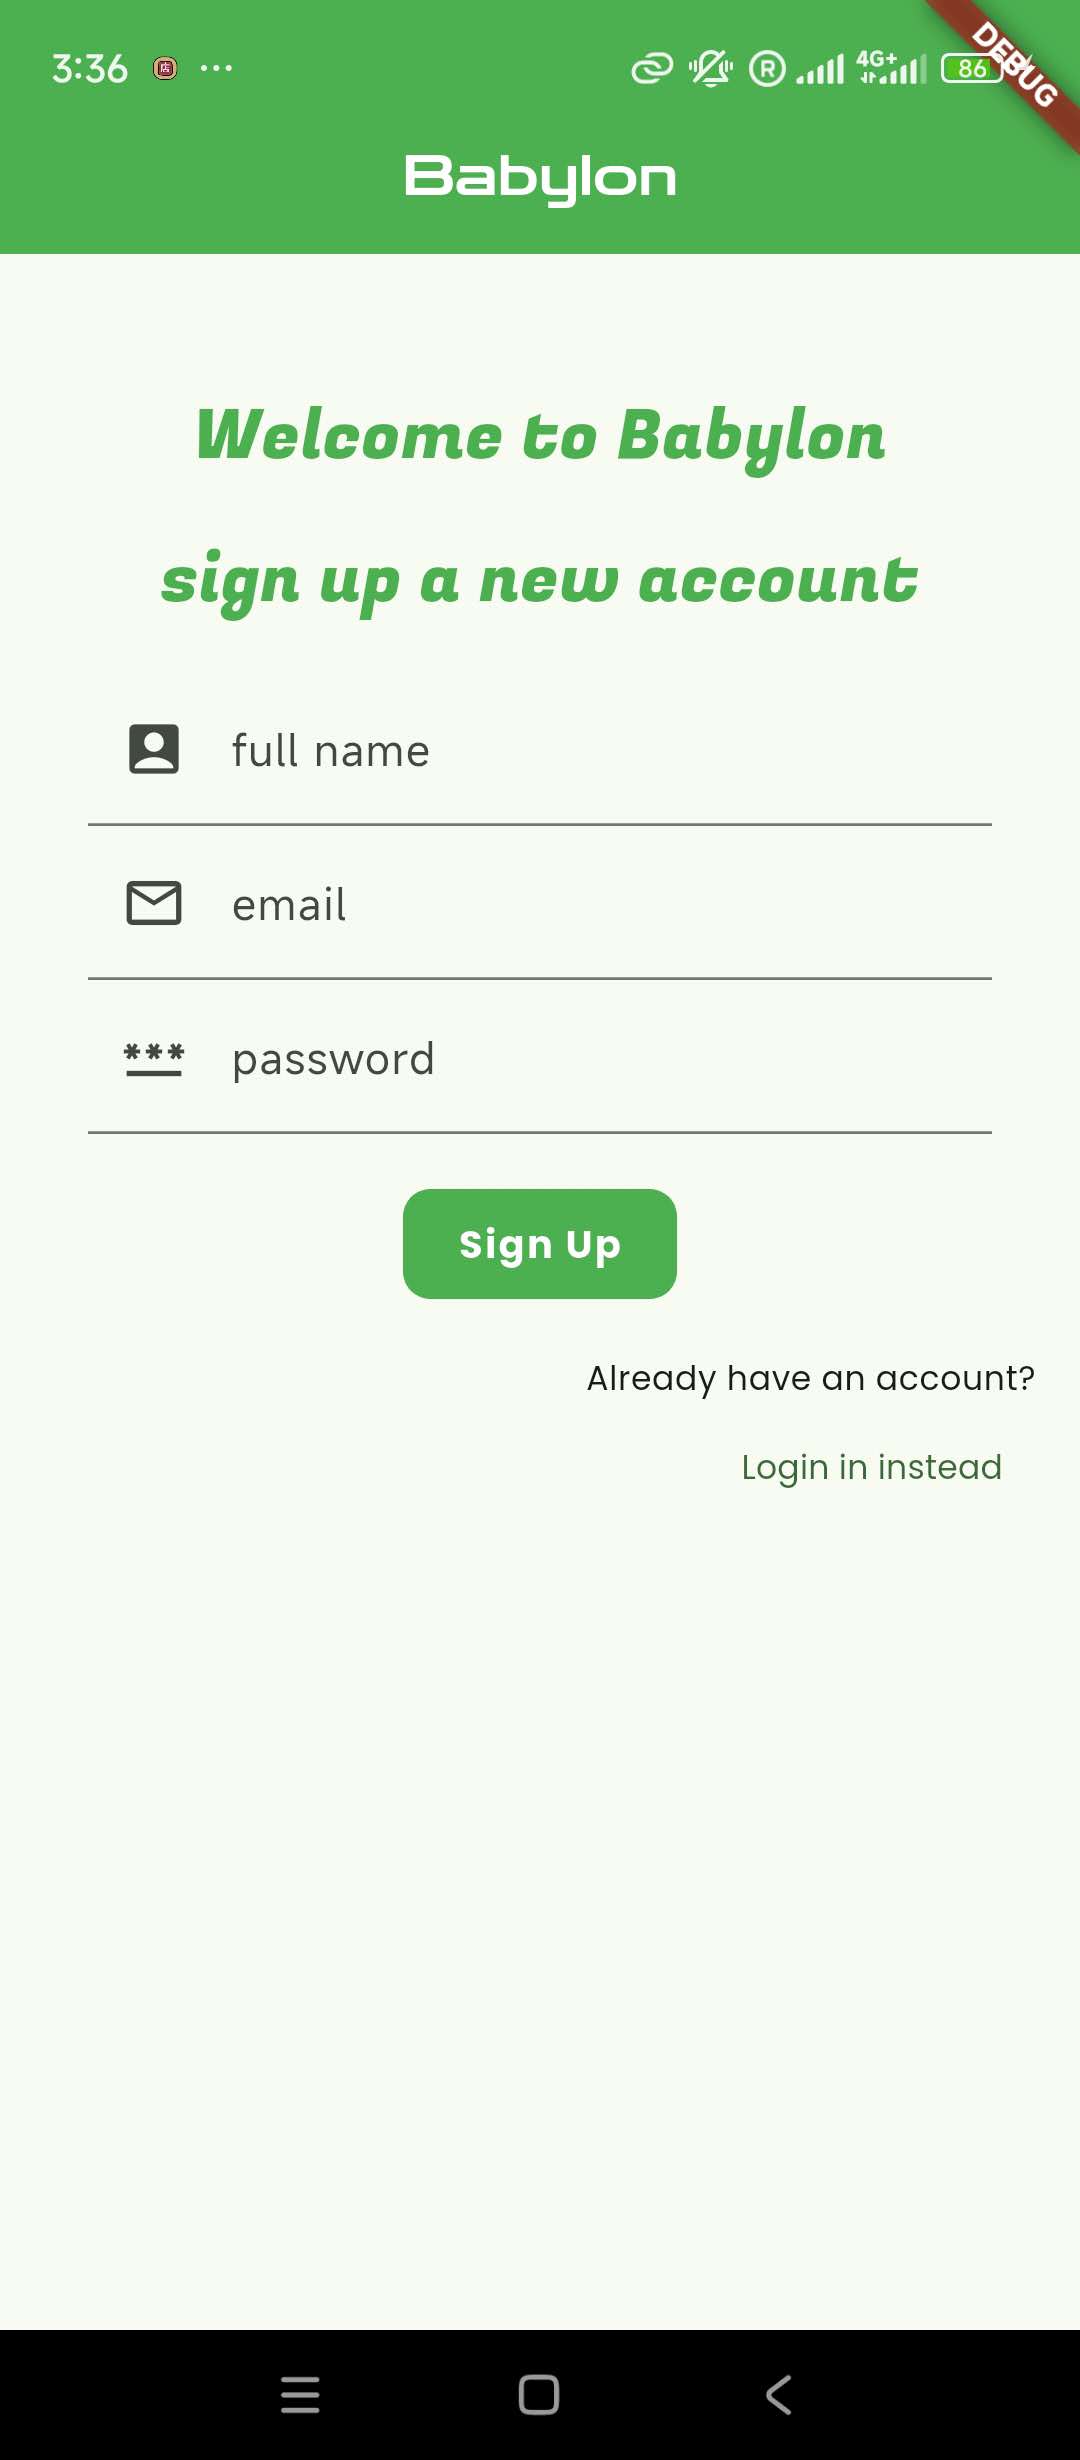 3:36 店 ... R 4G+ 86
DEBUG
Babylon
Welcome to Babylon
sign up a new account
full name
email
*** password
Sign Up
Already have an account?
Login in instead